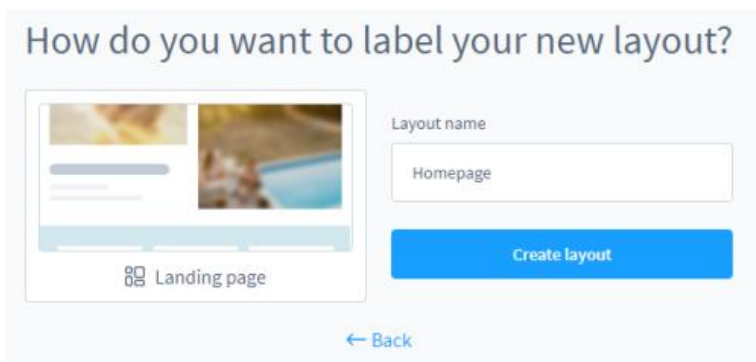 How do you want to label your new layout?
Layout name
Homepage
Create layout
Landing page
← Back